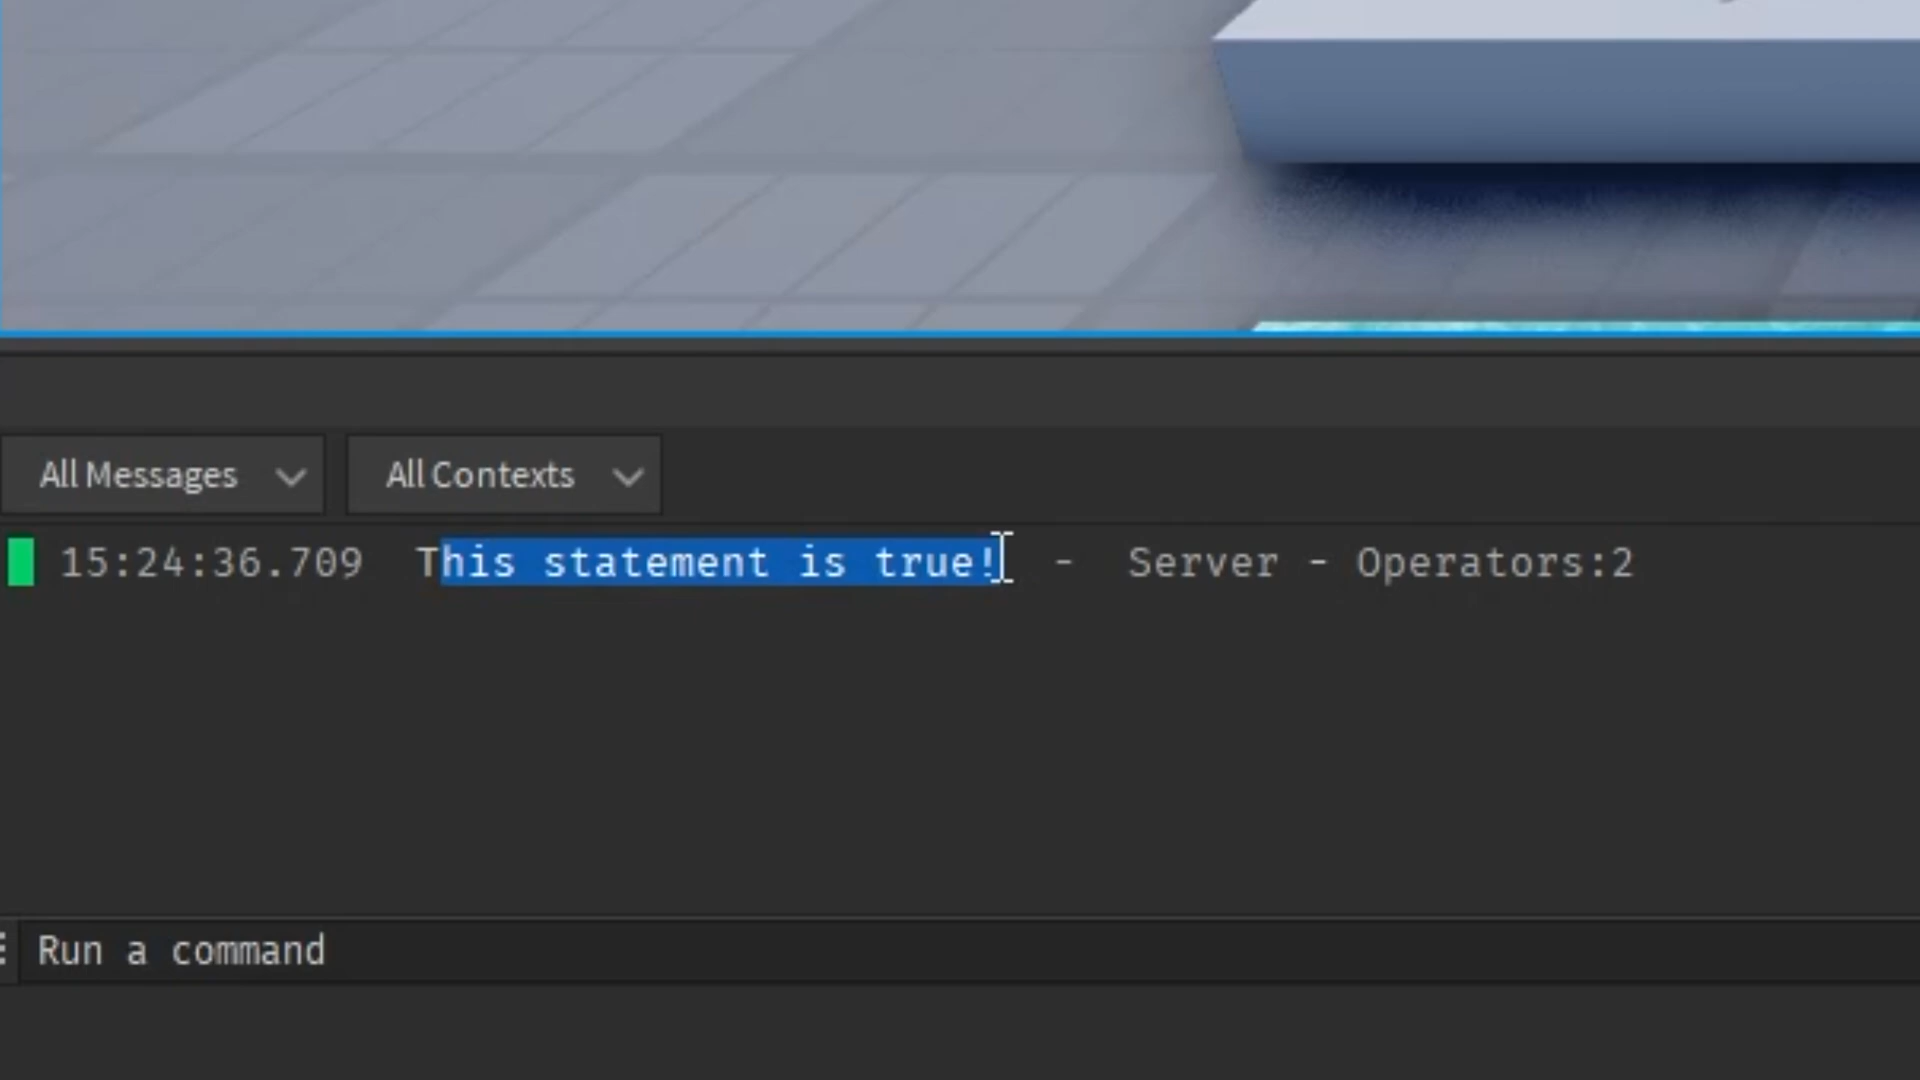 All Messages All Contexts
15:24:36.709 This statement is true! - Server - Operators:2
Run a command